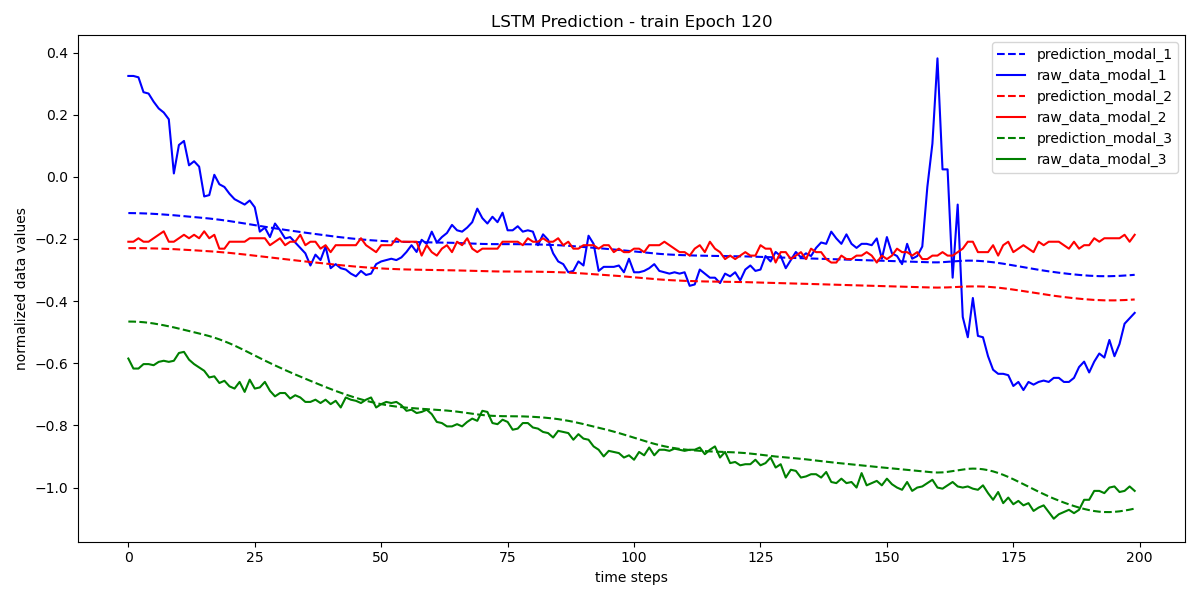 LSTM Prediction - train Epoch 120
normalized data values
0.4
0.2
0.0
−0.2
−0.4
−0.6
−0.8
−1.0
prediction_modal_1
raw_data_modal_1
prediction_modal_2
raw_data_modal_2
prediction_modal_3
raw_data_modal_3
0 25 50 75 100 125 150 175 200
time steps